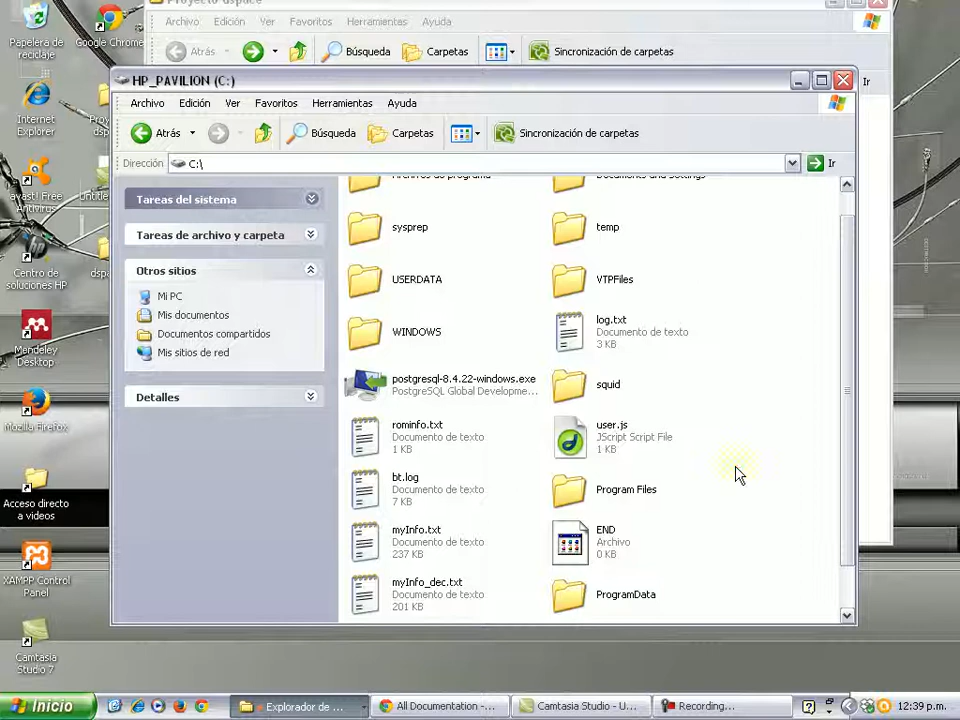 Proyecto dspace
Archivo Edición Ver Favoritos Herramientas Ayuda
Atrás Búsqueda Carpetas Sincronización de carpetas
Ir
HP_PAVILION (C:)
Archivo Edición Ver Favoritos Herramientas Ayuda
Atrás Búsqueda Carpetas Sincronización de carpetas
Dirección C:\ Ir
Tareas del sistema
Tareas de archivo y carpeta
Otros sitios
Mi PC
Mis documentos
Documentos compartidos
Mis sitios de red
Detalles
Archivos de programa
Documents and Settings
sysprep
temp
USERDATA
VTPFiles
WINDOWS
log.txt
Documento de texto
3 KB
postgresql-8.4.22-windows.exe
PostgreSQL Global Developme...
squid
rominfo.txt
Documento de texto
1 KB
user.js
JScript Script File
1 KB
bt.log
Documento de texto
7 KB
Program Files
myInfo.txt
Documento de texto
237 KB
END
Archivo
0 KB
myInfo_dec.txt
Documento de texto
201 KB
ProgramData
Papelera de
reciclaje
Google Chrome
Internet
Explorer
avast! Free
Antivirus
Centro de
soluciones HP
Mendeley
Desktop
Mozilla Firefox
Acceso directo
a videos
XAMPP Control
Panel
Camtasia
Studio 7
Inicio
Explorador de ...
All Documentation -...
Camtasia Studio - U...
Recording...
12:39 p.m.